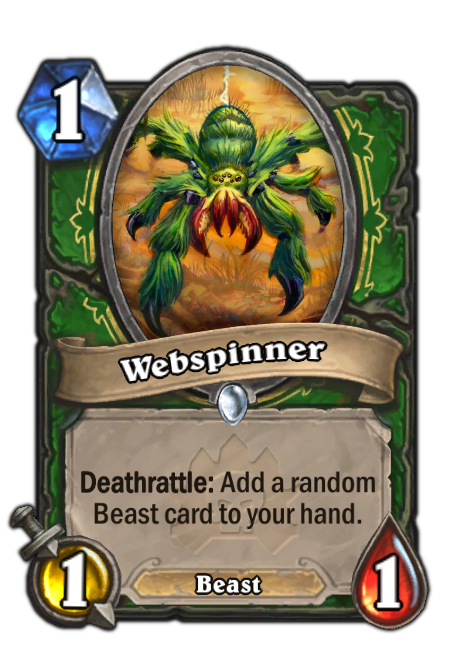 1
Webspinner
Deathrattle: Add a random
Beast card to your hand.
1
Beast
1